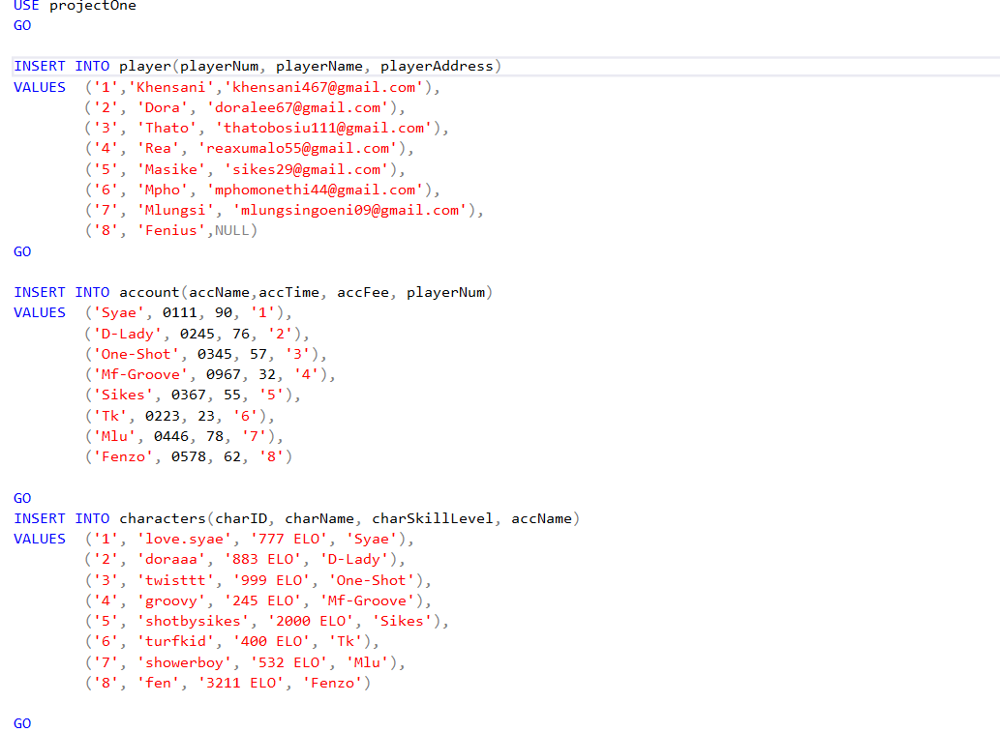 USE projectOne
GO
INSERT INTO player(playerNum, playerName, playerAddress)
VALUES ('1','Khensani','khensani467@gmail.com'),
('2', 'Dora', 'doralee67@gmail.com'),
('3', 'Thato', 'thatobosiu111@gmail.com'),
('4', 'Rea', 'reaxumalo55@gmail.com'),
('5', 'Masike', 'sikes29@gmail.com'),
('6', 'Mpho', 'mphomonethi44@gmail.com'),
('7', 'Mlungsi', 'mlungsingoeni09@gmail.com'),
('8', 'Fenius',NULL)
GO
INSERT INTO account(accName,accTime, accFee, playerNum)
VALUES ('Syae', 0111, 90, '1'),
('D-Lady', 0245, 76, '2'),
('One-Shot', 0345, 57, '3'),
('Mf-Groove', 0967, 32, '4'),
('Sikes', 0367, 55, '5'),
('Tk', 0223, 23, '6'),
('Mlu', 0446, 78, '7'),
('Fenzo', 0578, 62, '8')
GO
INSERT INTO characters(charID, charName, charSkillLevel, accName)
VALUES ('1', 'love.syae', '777 ELO', 'Syae'),
('2', 'doraaa', '883 ELO', 'D-Lady'),
('3', 'twisttt', '999 ELO', 'One-Shot'),
('4', 'groovy', '245 ELO', 'Mf-Groove'),
('5', 'shotbysikes', '2000 ELO', 'Sikes'),
('6', 'turfkid', '400 ELO', 'Tk'),
('7', 'showerboy', '532 ELO', 'Mlu'),
('8', 'fen', '3211 ELO', 'Fenzo')
GO